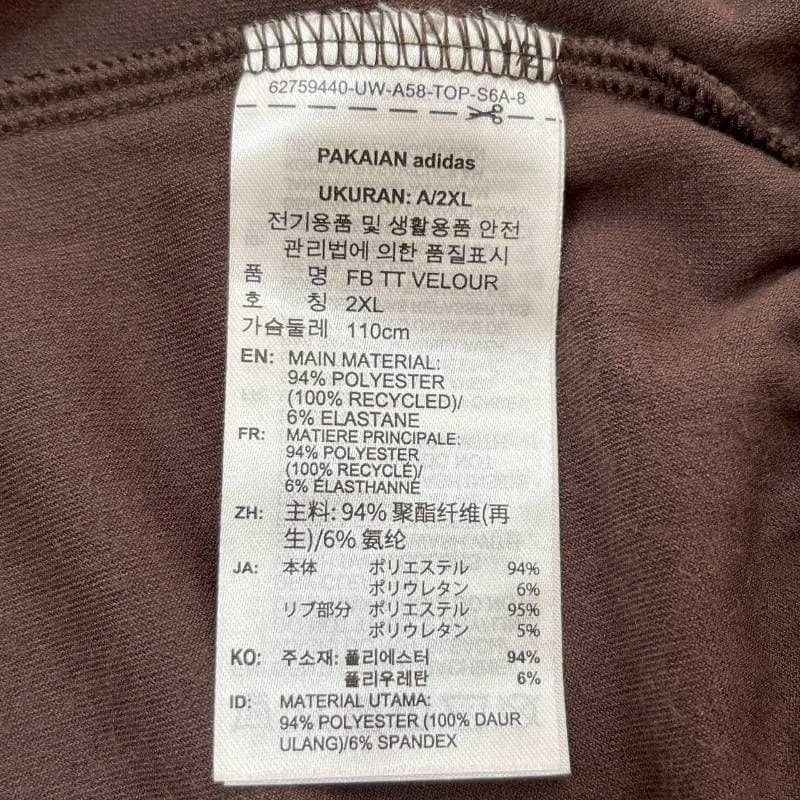 1/2
62759440-UW-A58-TOP-S6A-8
PAKAIAN adidas
UKURAN: A/2XL
전기용품 및 생활용품 안전
관리법에 의한 품질표시
품 명 FB TT VELOUR
호 칭 2XL
가슴둘레 110cm
EN: MAIN MATERIAL:
94% POLYESTER
(100% RECYCLED)/
6% ELASTANE
FR: MATIERE PRINCIPALE:
94% POLYESTER
(100% RECYCLÉ)/
6% ÉLASTHANNE
ZH: 主料: 94% 聚酯纤维(再
生)/6% 氨纶
JA: 本体 ポリエステル 94%
ポリウレタン 6%
リブ部分 ポリエステル 95%
ポリウレタン 5%
KO: 주소재: 폴리에스터 94%
폴리우레탄 6%
ID: MATERIAL UTAMA:
94% POLYESTER (100% DAUR
ULANG)/6% SPANDEX